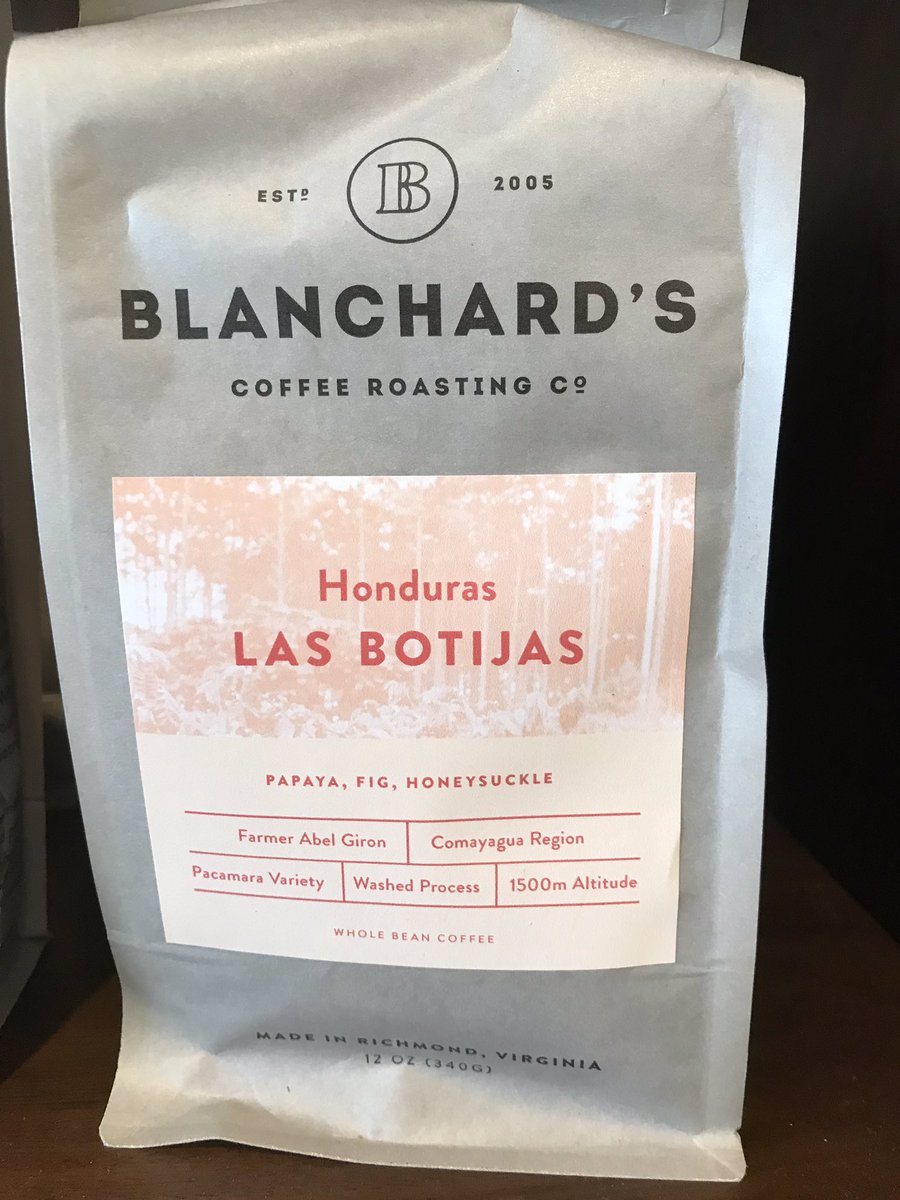 ESTD 2005
B
BLANCHARD'S
COFFEE ROASTING Co
Honduras
LAS BOTIJAS
PAPAYA, FIG, HONEYSUCKLE
Farmer Abel Giron Comayagua Region
Pacamara Variety Washed Process 1500m Altitude
WHOLE BEAN COFFEE
MADE IN RICHMOND, VIRGINIA
12 OZ (340G)